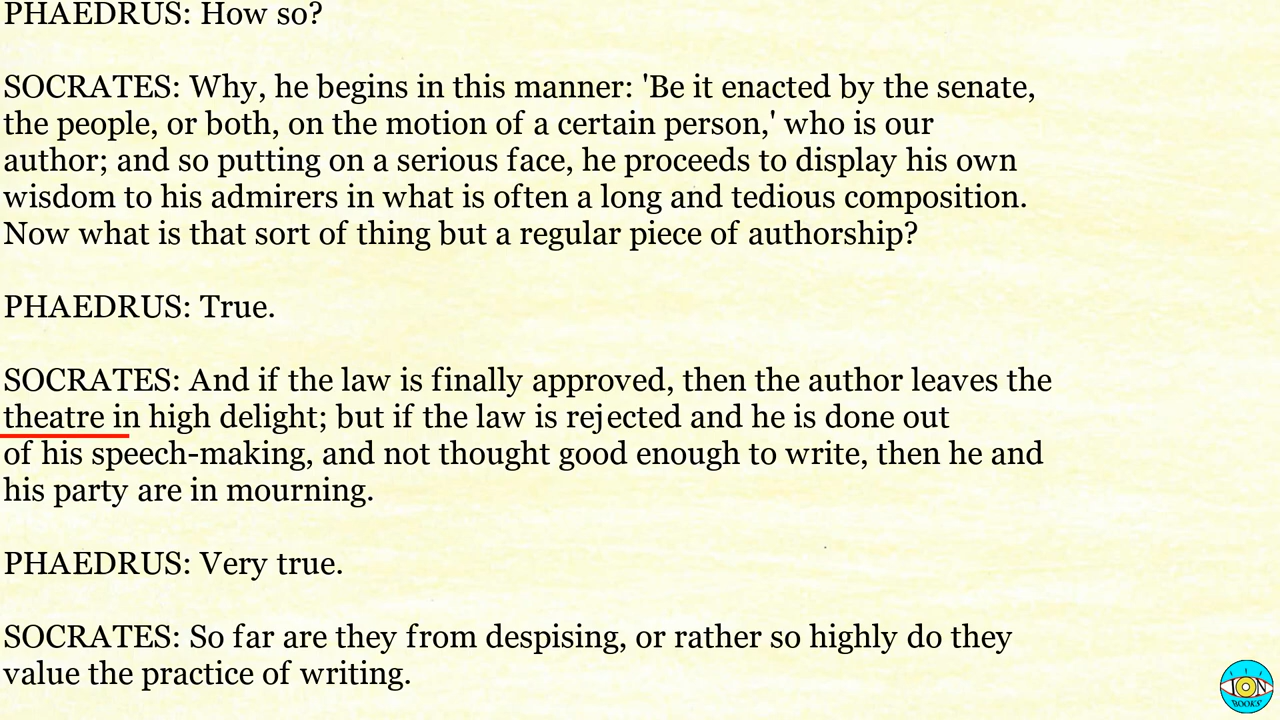 PHAEDRUS: How so?
SOCRATES: Why, he begins in this manner: 'Be it enacted by the senate,
the people, or both, on the motion of a certain person,' who is our
author; and so putting on a serious face, he proceeds to display his own
wisdom to his admirers in what is often a long and tedious composition.
Now what is that sort of thing but a regular piece of authorship?
PHAEDRUS: True.
SOCRATES: And if the law is finally approved, then the author leaves the
theatre in high delight; but if the law is rejected and he is done out
of his speech-making, and not thought good enough to write, then he and
his party are in mourning.
PHAEDRUS: Very true.
SOCRATES: So far are they from despising, or rather so highly do they
value the practice of writing.
ION
BOOKS